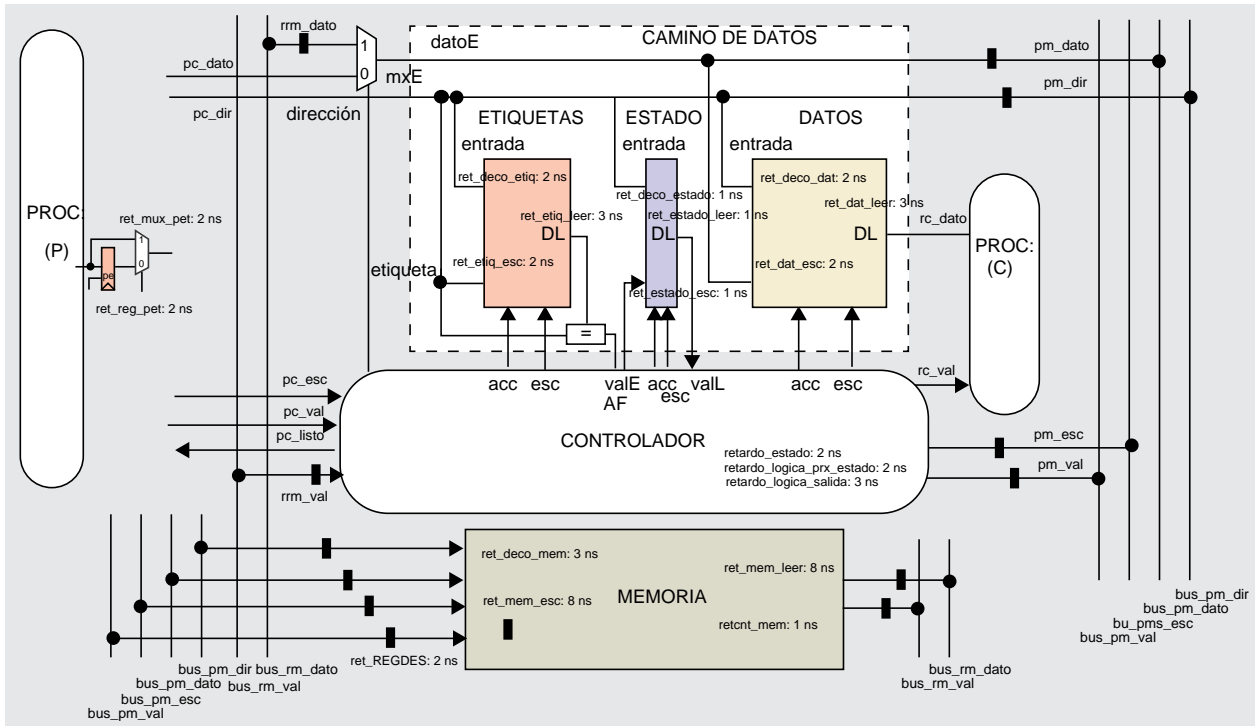 rrm_dato
1
0
mxE
datoE
CAMINO DE DATOS
pm_dato
pc_dato
pm_dir
pc_dir
dirección
ETIQUETAS
ESTADO
DATOS
entrada
entrada
entrada
ret_deco_etiq: 2 ns
ret_deco_estado: 1 ns
ret_deco_dat: 2 ns
ret_etiq_leer: 3 ns
ret_estado_leer: 1 ns
ret_dat_leer: 3 ns
DL
DL
DL
rc_dato
PROC:
(P)
ret_mux_pet: 2 ns
1
0
pe
ret_reg_pet: 2 ns
PROC:
(C)
etiqueta
ret_etiq_esc: 2 ns
ret_dat_esc: 2 ns
ret_estado_esc: 1 ns
=
acc
esc
valE
AF
acc
esc
valL
acc
esc
rc_val
pc_esc
pc_val
pc_listo
rrm_val
CONTROLADOR
retardo_estado: 2 ns
retardo_logica_prx_estado: 2 ns
retardo_logica_salida: 3 ns
pm_esc
pm_val
ret_deco_mem: 3 ns
ret_mem_leer: 8 ns
ret_mem_esc: 8 ns
MEMORIA
retcnt_mem: 1 ns
ret_REGDES: 2 ns
bus_pm_dir
bus_rm_dato
bus_pm_dato
bus_rm_val
bus_pm_esc
bus_pm_val
bus_pm_dir
bus_pm_dato
bu_pms_esc
bus_pm_val
bus_rm_dato
bus_rm_val